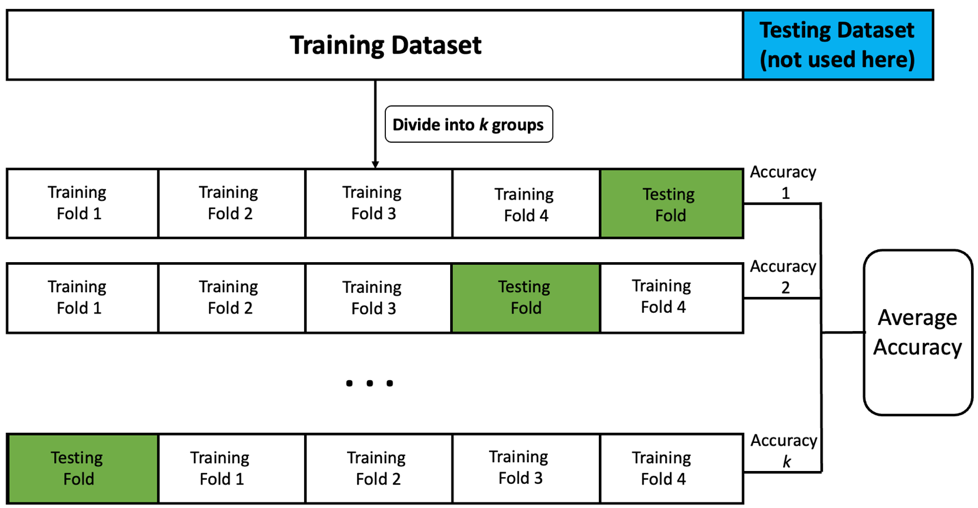 Training Dataset
Testing Dataset
(not used here)
Divide into k groups
Training
Fold 1
Training
Fold 2
Training
Fold 3
Training
Fold 4
Testing
Fold
Accuracy
1
Training
Fold 1
Training
Fold 2
Training
Fold 3
Testing
Fold
Training
Fold 4
Accuracy
2
Average
Accuracy
. . .
Testing
Fold
Training
Fold 1
Training
Fold 2
Training
Fold 3
Training
Fold 4
Accuracy
k